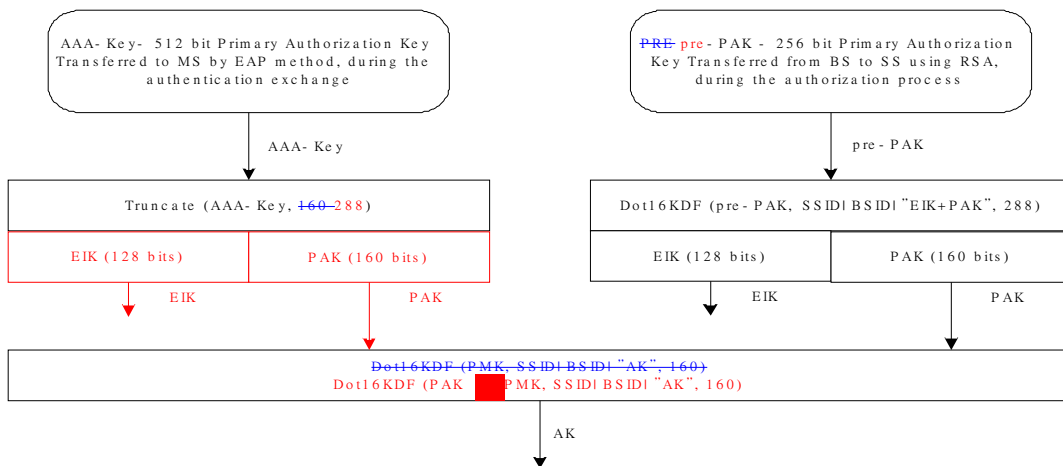 AAA-Key- 512 bit Primary Authorization Key
Transferred to MS by EAP method, during the
authentication exchange
PRE pre-PAK - 256 bit Primary Authorization
Key Transferred from BS to SS using RSA,
during the authorization process
AAA-Key
pre-PAK
Truncate (AAA-Key, 160 288)
Dot16KDF (pre-PAK, SSID|BSID|"EIK+PAK", 288)
EIK (128 bits)
PAK (160 bits)
EIK (128 bits)
PAK (160 bits)
EIK
PAK
EIK
PAK
Dot16KDF (PMK, SSID|BSID|"AK", 160)
Dot16KDF (PAK PMK, SSID|BSID|"AK", 160)
AK